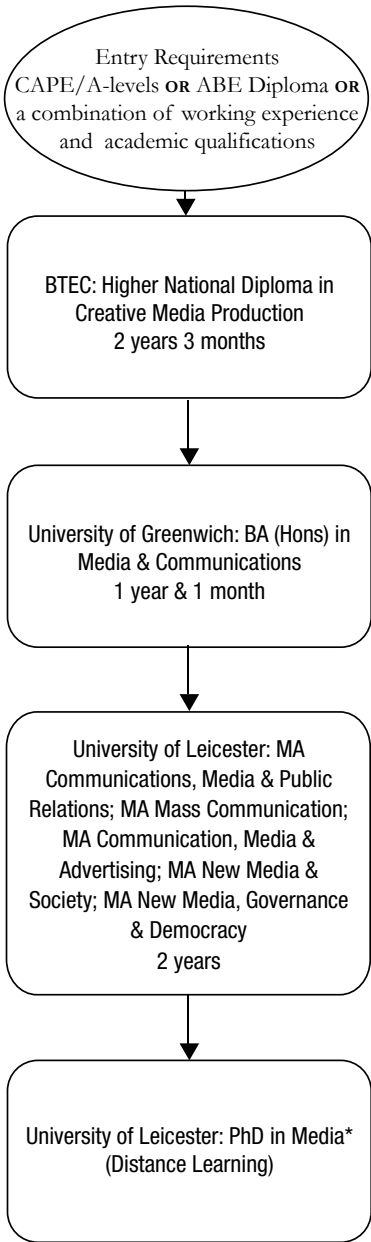 Entry Requirements
CAPE/A-levels OR ABE Diploma OR
a combination of working experience
and academic qualifications
BTEC: Higher National Diploma in
Creative Media Production
2 years 3 months
University of Greenwich: BA (Hons) in
Media & Communications
1 year & 1 month
University of Leicester: MA
Communications, Media & Public
Relations; MA Mass Communication;
MA Communication, Media &
Advertising; MA New Media &
Society; MA New Media, Governance
& Democracy
2 years
University of Leicester: PhD in Media*
(Distance Learning)